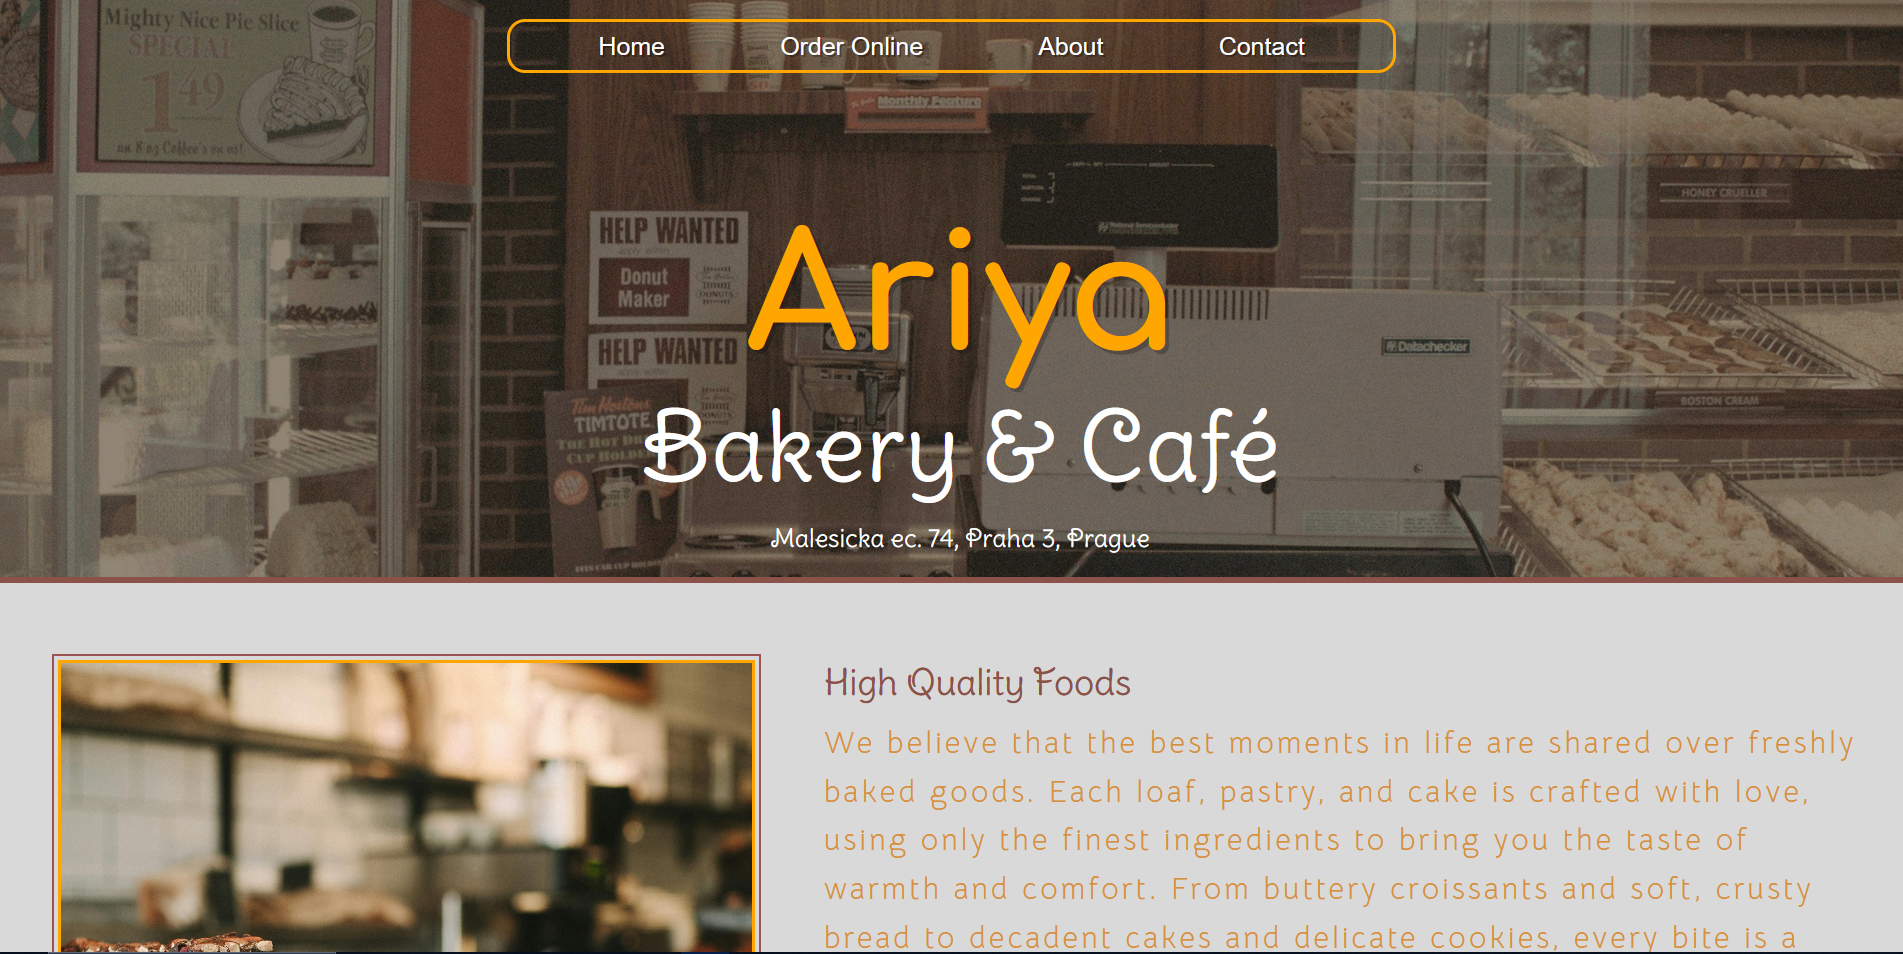 Home Order Online About Contact
Mighty Nice Pie Slice
SPECIAL
1.49
an 8 oz Coffee's on us!
Monthly Feature
HONEY CRUELLER
HELP WANTED
Donut
Maker
DONUTS
Ariya
HELP WANTED
Datachecker
BOSTON CREAM
Tim Hortons
TIMTOTE
Bakery & Café
Malesicka ec. 74, Praha 3, Prague
High Quality Foods
We believe that the best moments in life are shared over freshly
baked goods. Each loaf, pastry, and cake is crafted with love,
using only the finest ingredients to bring you the taste of
warmth and comfort. From buttery croissants and soft, crusty
bread to decadent cakes and delicate cookies, every bite is a